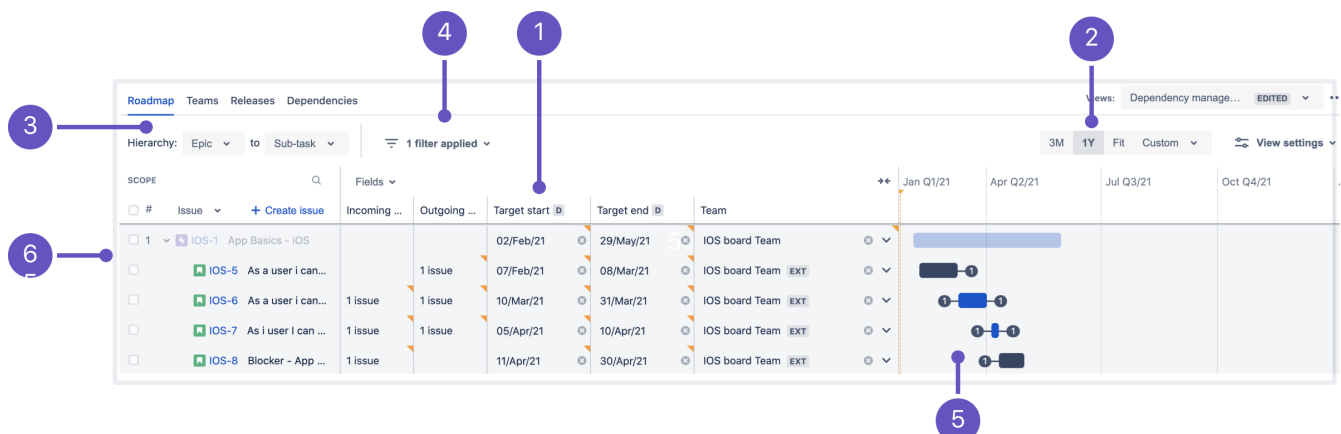 4
1
2
Roadmap Teams Releases Dependencies
Views: Dependency manage... EDITED
3
Hierarchy: Epic to Sub-task
1 filter applied
3M 1Y Fit Custom
View settings
SCOPE
Fields
Jan Q1/21 Apr Q2/21 Jul Q3/21 Oct Q4/21
# Issue + Create issue Incoming ... Outgoing ... Target start D Target end D Team
1 IOS-1 App Basics - iOS 02/Feb/21 29/May/21 5 IOS board Team
6
5
IOS-5 As a user i can... 1 issue 07/Feb/21 08/Mar/21 IOS board Team EXT 1
IOS-6 As a user i can... 1 issue 1 issue 10/Mar/21 31/Mar/21 IOS board Team EXT 1 1
IOS-7 As i user I can ... 1 issue 1 issue 05/Apr/21 10/Apr/21 IOS board Team EXT 1 1
IOS-8 Blocker - App ... 1 issue 11/Apr/21 30/Apr/21 IOS board Team EXT 1
5